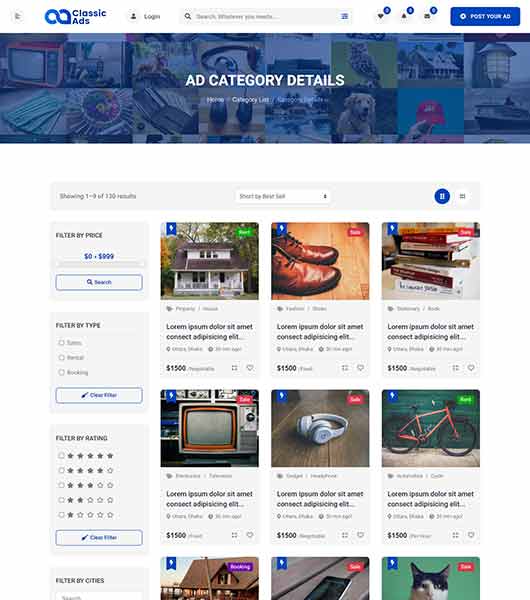 Classic
Ads
Login
Search, Whatever you needs...
0
0
0
POST YOUR AD
AD CATEGORY DETAILS
Home / Category List / Category Details
Showing 1–9 of 130 results
Short by Best Sell
FILTER BY PRICE
$0 - $999
Search
FILTER BY TYPE
Rental
Booking
Clear Filter
FILTER BY RATING
Clear Filter
FILTER BY CITIES
Search
Rent
Property / House
Lorem ipsum dolor sit amet
consect adipisicing elit...
Uttara, Dhaka 30 min ago!
$1500 /Negotiable
Sale
Fashion / Shoes
Lorem ipsum dolor sit amet
consect adipisicing elit...
Uttara, Dhaka 30 min ago!
$1500 /Fixed
Sale
Stationary / Book
Lorem ipsum dolor sit amet
consect adipisicing elit...
Uttara, Dhaka 30 min ago!
$1500 /Negotiable
Sale
Electronics / Television
Lorem ipsum dolor sit amet
consect adipisicing elit...
Uttara, Dhaka 30 min ago!
$1500 /Fixed
Sale
Gadget / Headphone
Lorem ipsum dolor sit amet
consect adipisicing elit...
Uttara, Dhaka 30 min ago!
$1500 /Negotiable
Rent
Automobiles / Cycle
Lorem ipsum dolor sit amet
consect adipisicing elit...
Uttara, Dhaka 30 min ago!
$1500 /Per Hour
Booking
Sale
Sale